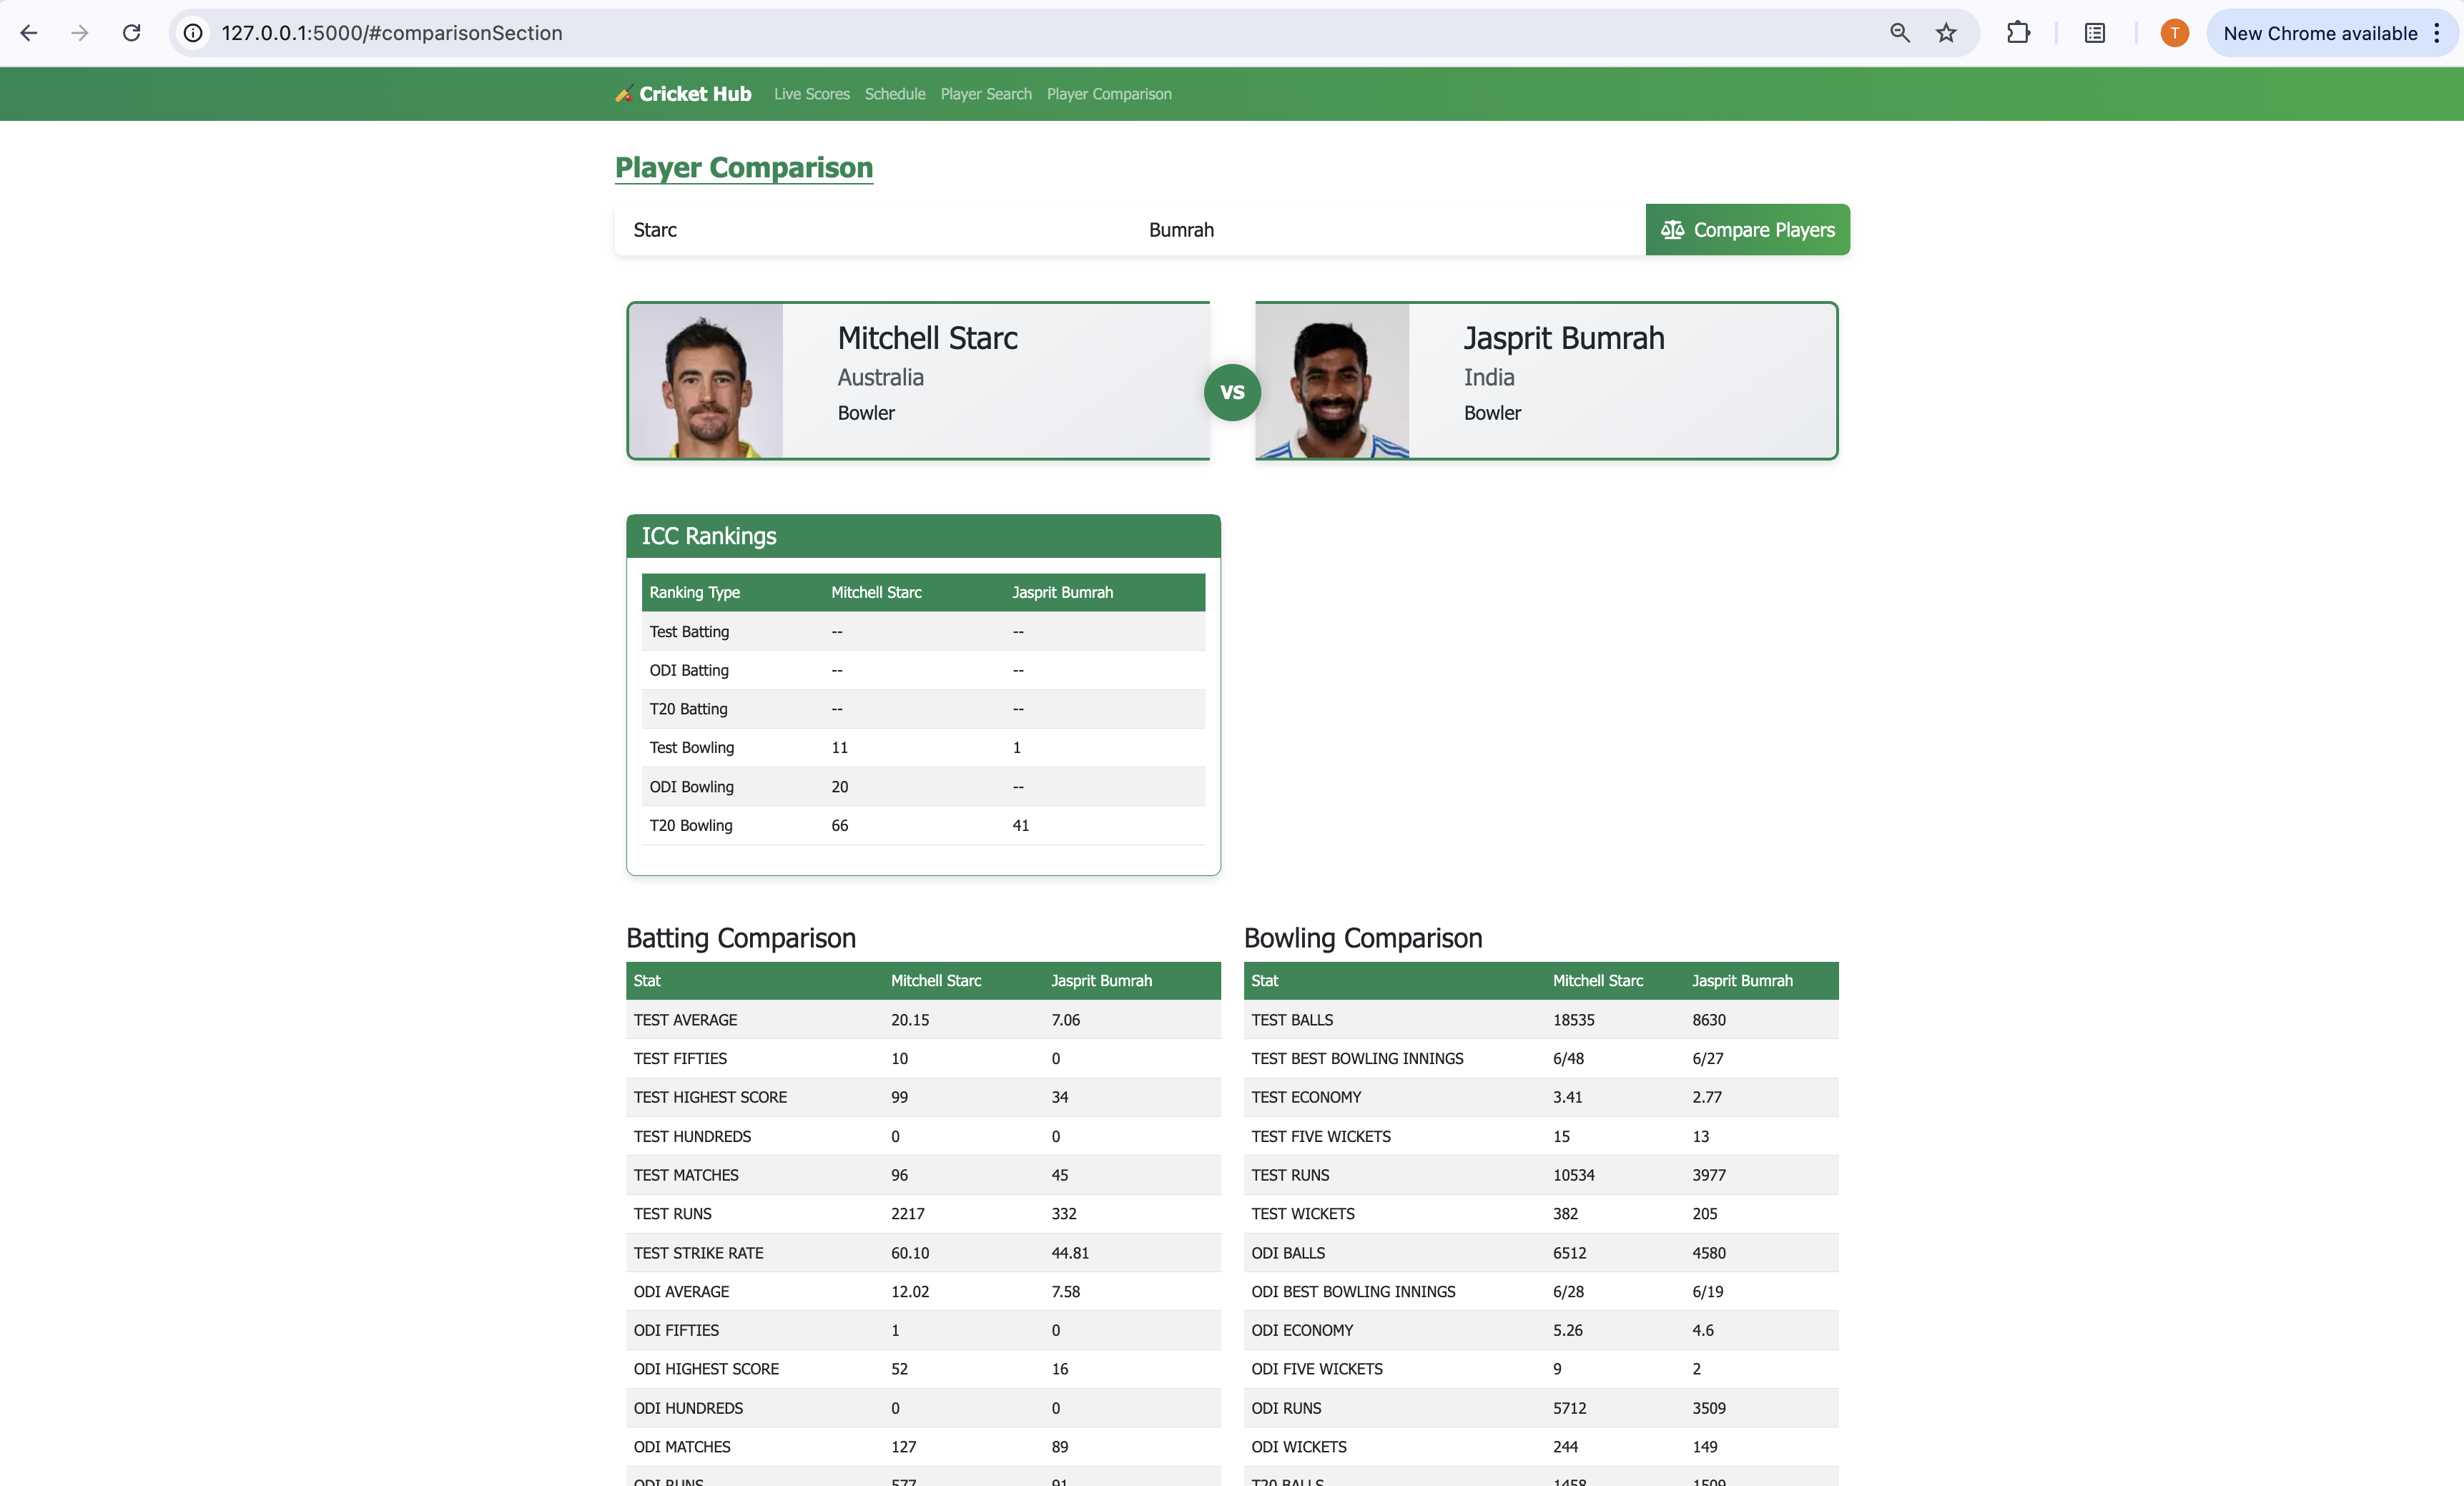 127.0.0.1:5000/#comparisonSection
T
New Chrome available
Cricket Hub Live Scores Schedule Player Search Player Comparison
Player Comparison
Starc Bumrah Compare Players
Mitchell Starc
Australia
Bowler
VS
Jasprit Bumrah
India
Bowler
ICC Rankings
Ranking Type Mitchell Starc Jasprit Bumrah
Test Batting -- --
ODI Batting -- --
T20 Batting -- --
Test Bowling 11 1
ODI Bowling 20 --
T20 Bowling 66 41
Batting Comparison
Stat Mitchell Starc Jasprit Bumrah
TEST AVERAGE 20.15 7.06
TEST FIFTIES 10 0
TEST HIGHEST SCORE 99 34
TEST HUNDREDS 0 0
TEST MATCHES 96 45
TEST RUNS 2217 332
TEST STRIKE RATE 60.10 44.81
ODI AVERAGE 12.02 7.58
ODI FIFTIES 1 0
ODI HIGHEST SCORE 52 16
ODI HUNDREDS 0 0
ODI MATCHES 127 89
ODI RUNS 577 91
Bowling Comparison
Stat Mitchell Starc Jasprit Bumrah
TEST BALLS 18535 8630
TEST BEST BOWLING INNINGS 6/48 6/27
TEST ECONOMY 3.41 2.77
TEST FIVE WICKETS 15 13
TEST RUNS 10534 3977
TEST WICKETS 382 205
ODI BALLS 6512 4580
ODI BEST BOWLING INNINGS 6/28 6/19
ODI ECONOMY 5.26 4.6
ODI FIVE WICKETS 9 2
ODI RUNS 5712 3509
ODI WICKETS 244 149
T20 BALLS 1458 1509